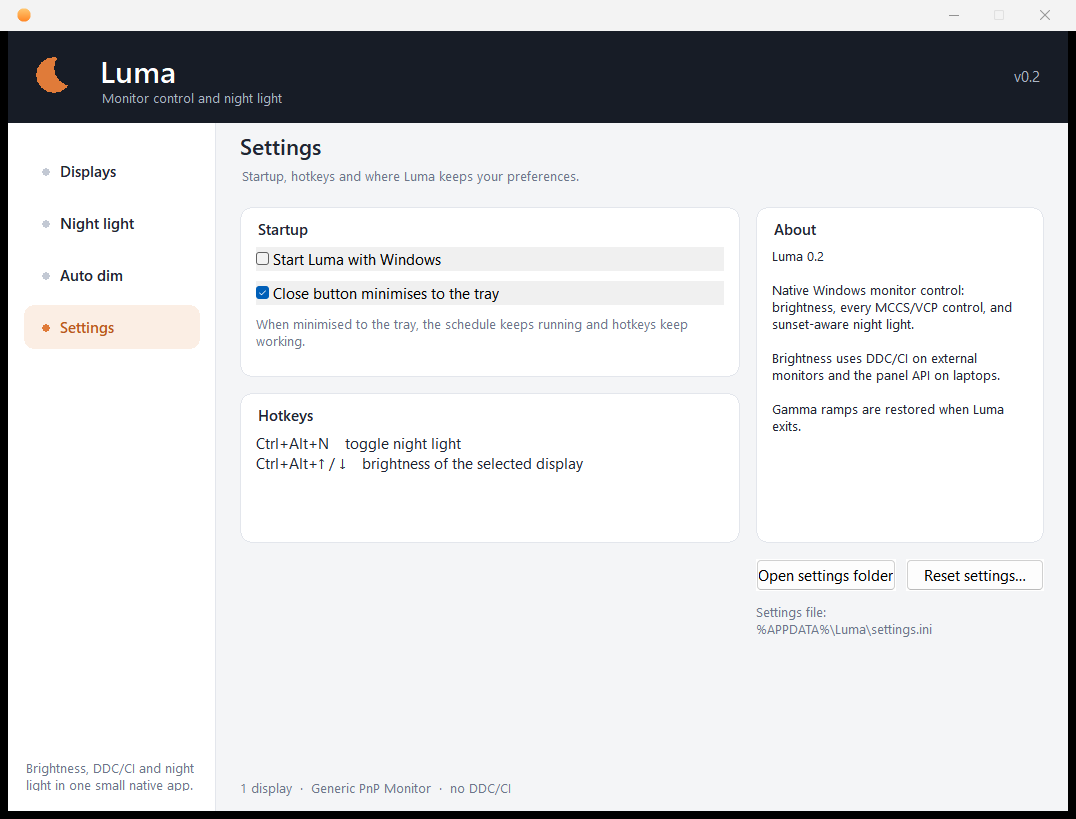 Luma
Monitor control and night light
v0.2
Displays
Night light
Auto dim
Settings
Brightness, DDC/CI and night
light in one small native app.
Settings
Startup, hotkeys and where Luma keeps your preferences.
Startup
Start Luma with Windows
Close button minimises to the tray
When minimised to the tray, the schedule keeps running and hotkeys keep
working.
Hotkeys
Ctrl+Alt+N toggle night light
Ctrl+Alt+↑ / ↓ brightness of the selected display
About
Luma 0.2
Native Windows monitor control:
brightness, every MCCS/VCP control, and
sunset-aware night light.
Brightness uses DDC/CI on external
monitors and the panel API on laptops.
Gamma ramps are restored when Luma
exits.
Open settings folder
Reset settings...
Settings file:
%APPDATA%\Luma\settings.ini
1 display · Generic PnP Monitor · no DDC/CI